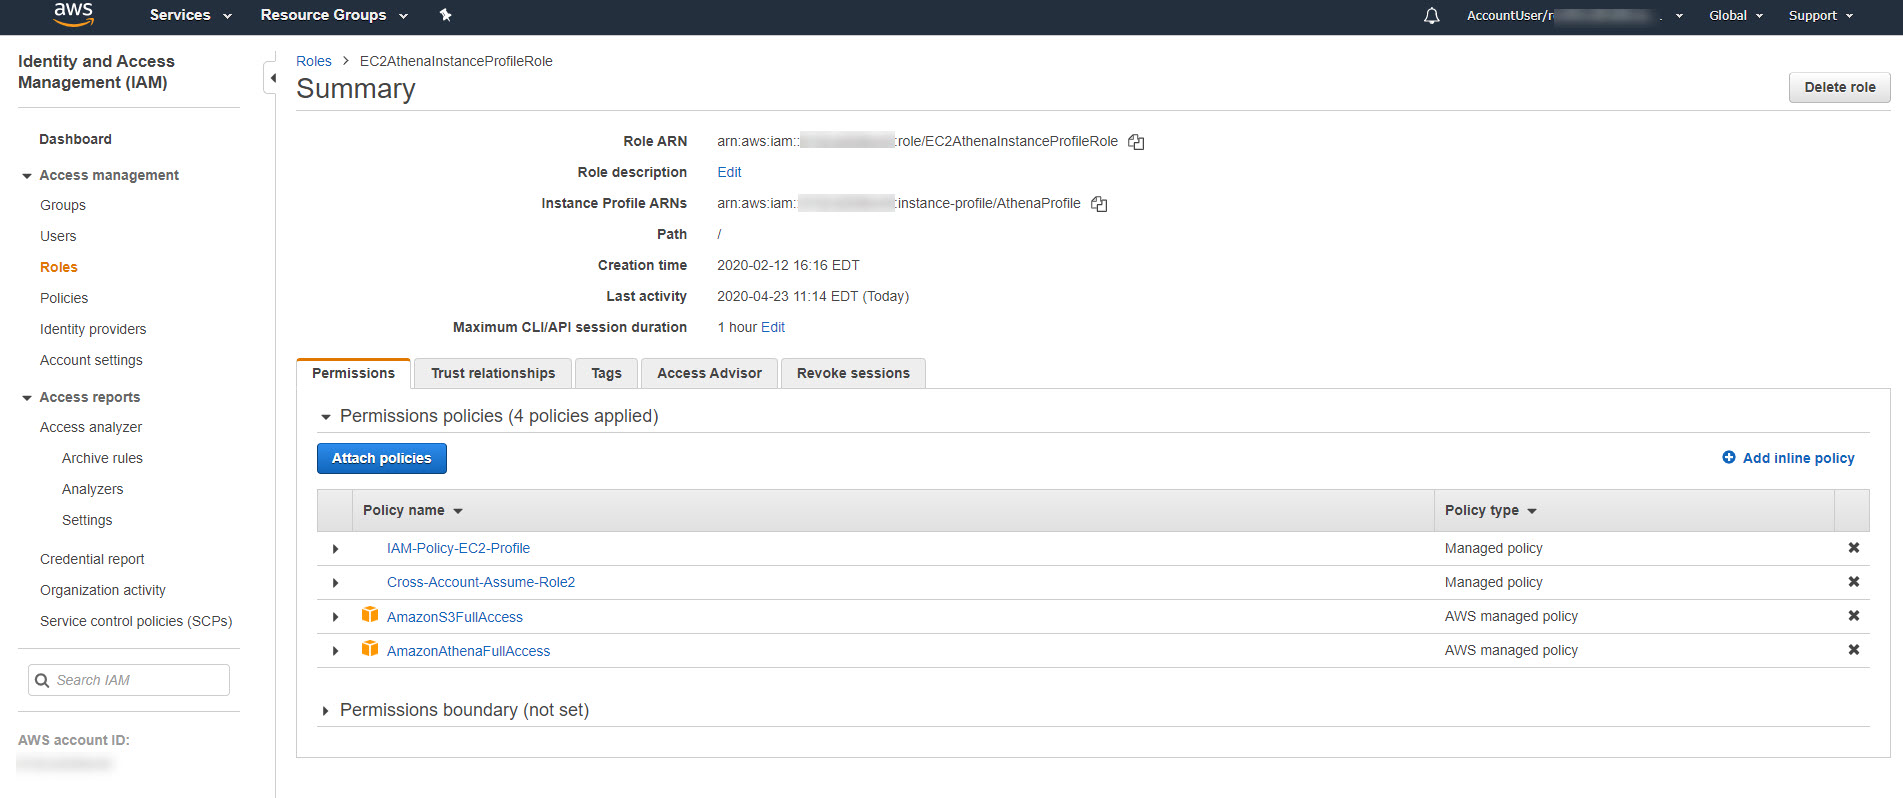 aws Services Resource Groups AccountUser/ Global Support
Identity and Access
Management (IAM)
Dashboard
Access management
Groups
Users
Roles
Policies
Identity providers
Account settings
Access reports
Access analyzer
Archive rules
Analyzers
Settings
Credential report
Organization activity
Service control policies (SCPs)
Search IAM
AWS account ID:
Roles > EC2AthenaInstanceProfileRole
Summary
Delete role
Role ARN arn:aws:iam:: :role/EC2AthenaInstanceProfileRole
Role description Edit
Instance Profile ARNs arn:aws:iam: :instance-profile/AthenaProfile
Path /
Creation time 2020-02-12 16:16 EDT
Last activity 2020-04-23 11:14 EDT (Today)
Maximum CLI/API session duration 1 hour Edit
Permissions Trust relationships Tags Access Advisor Revoke sessions
Permissions policies (4 policies applied)
Attach policies Add inline policy
Policy name Policy type
IAM-Policy-EC2-Profile Managed policy
Cross-Account-Assume-Role2 Managed policy
AmazonS3FullAccess AWS managed policy
AmazonAthenaFullAccess AWS managed policy
Permissions boundary (not set)